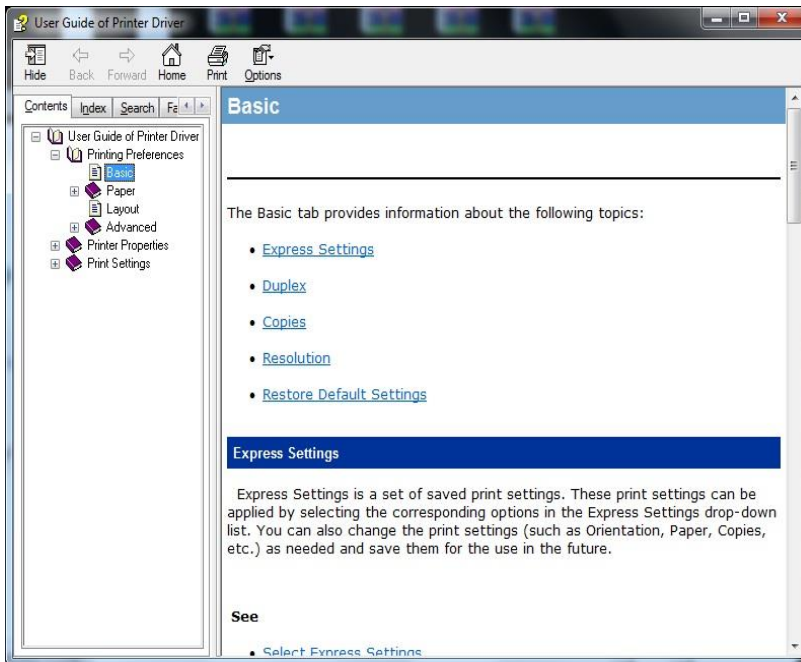 User Guide of Printer Driver
Hide Back Forward Home Print Options
Contents Index Search Fa
User Guide of Printer Driver
Printing Preferences
Basic
Paper
Layout
Advanced
Printer Properties
Print Settings
Basic
The Basic tab provides information about the following topics:
• Express Settings
• Duplex
• Copies
• Resolution
• Restore Default Settings
Express Settings
Express Settings is a set of saved print settings. These print settings can be
applied by selecting the corresponding options in the Express Settings drop-down
list. You can also change the print settings (such as Orientation, Paper, Copies,
etc.) as needed and save them for the use in the future.
See
• Select Express Settings